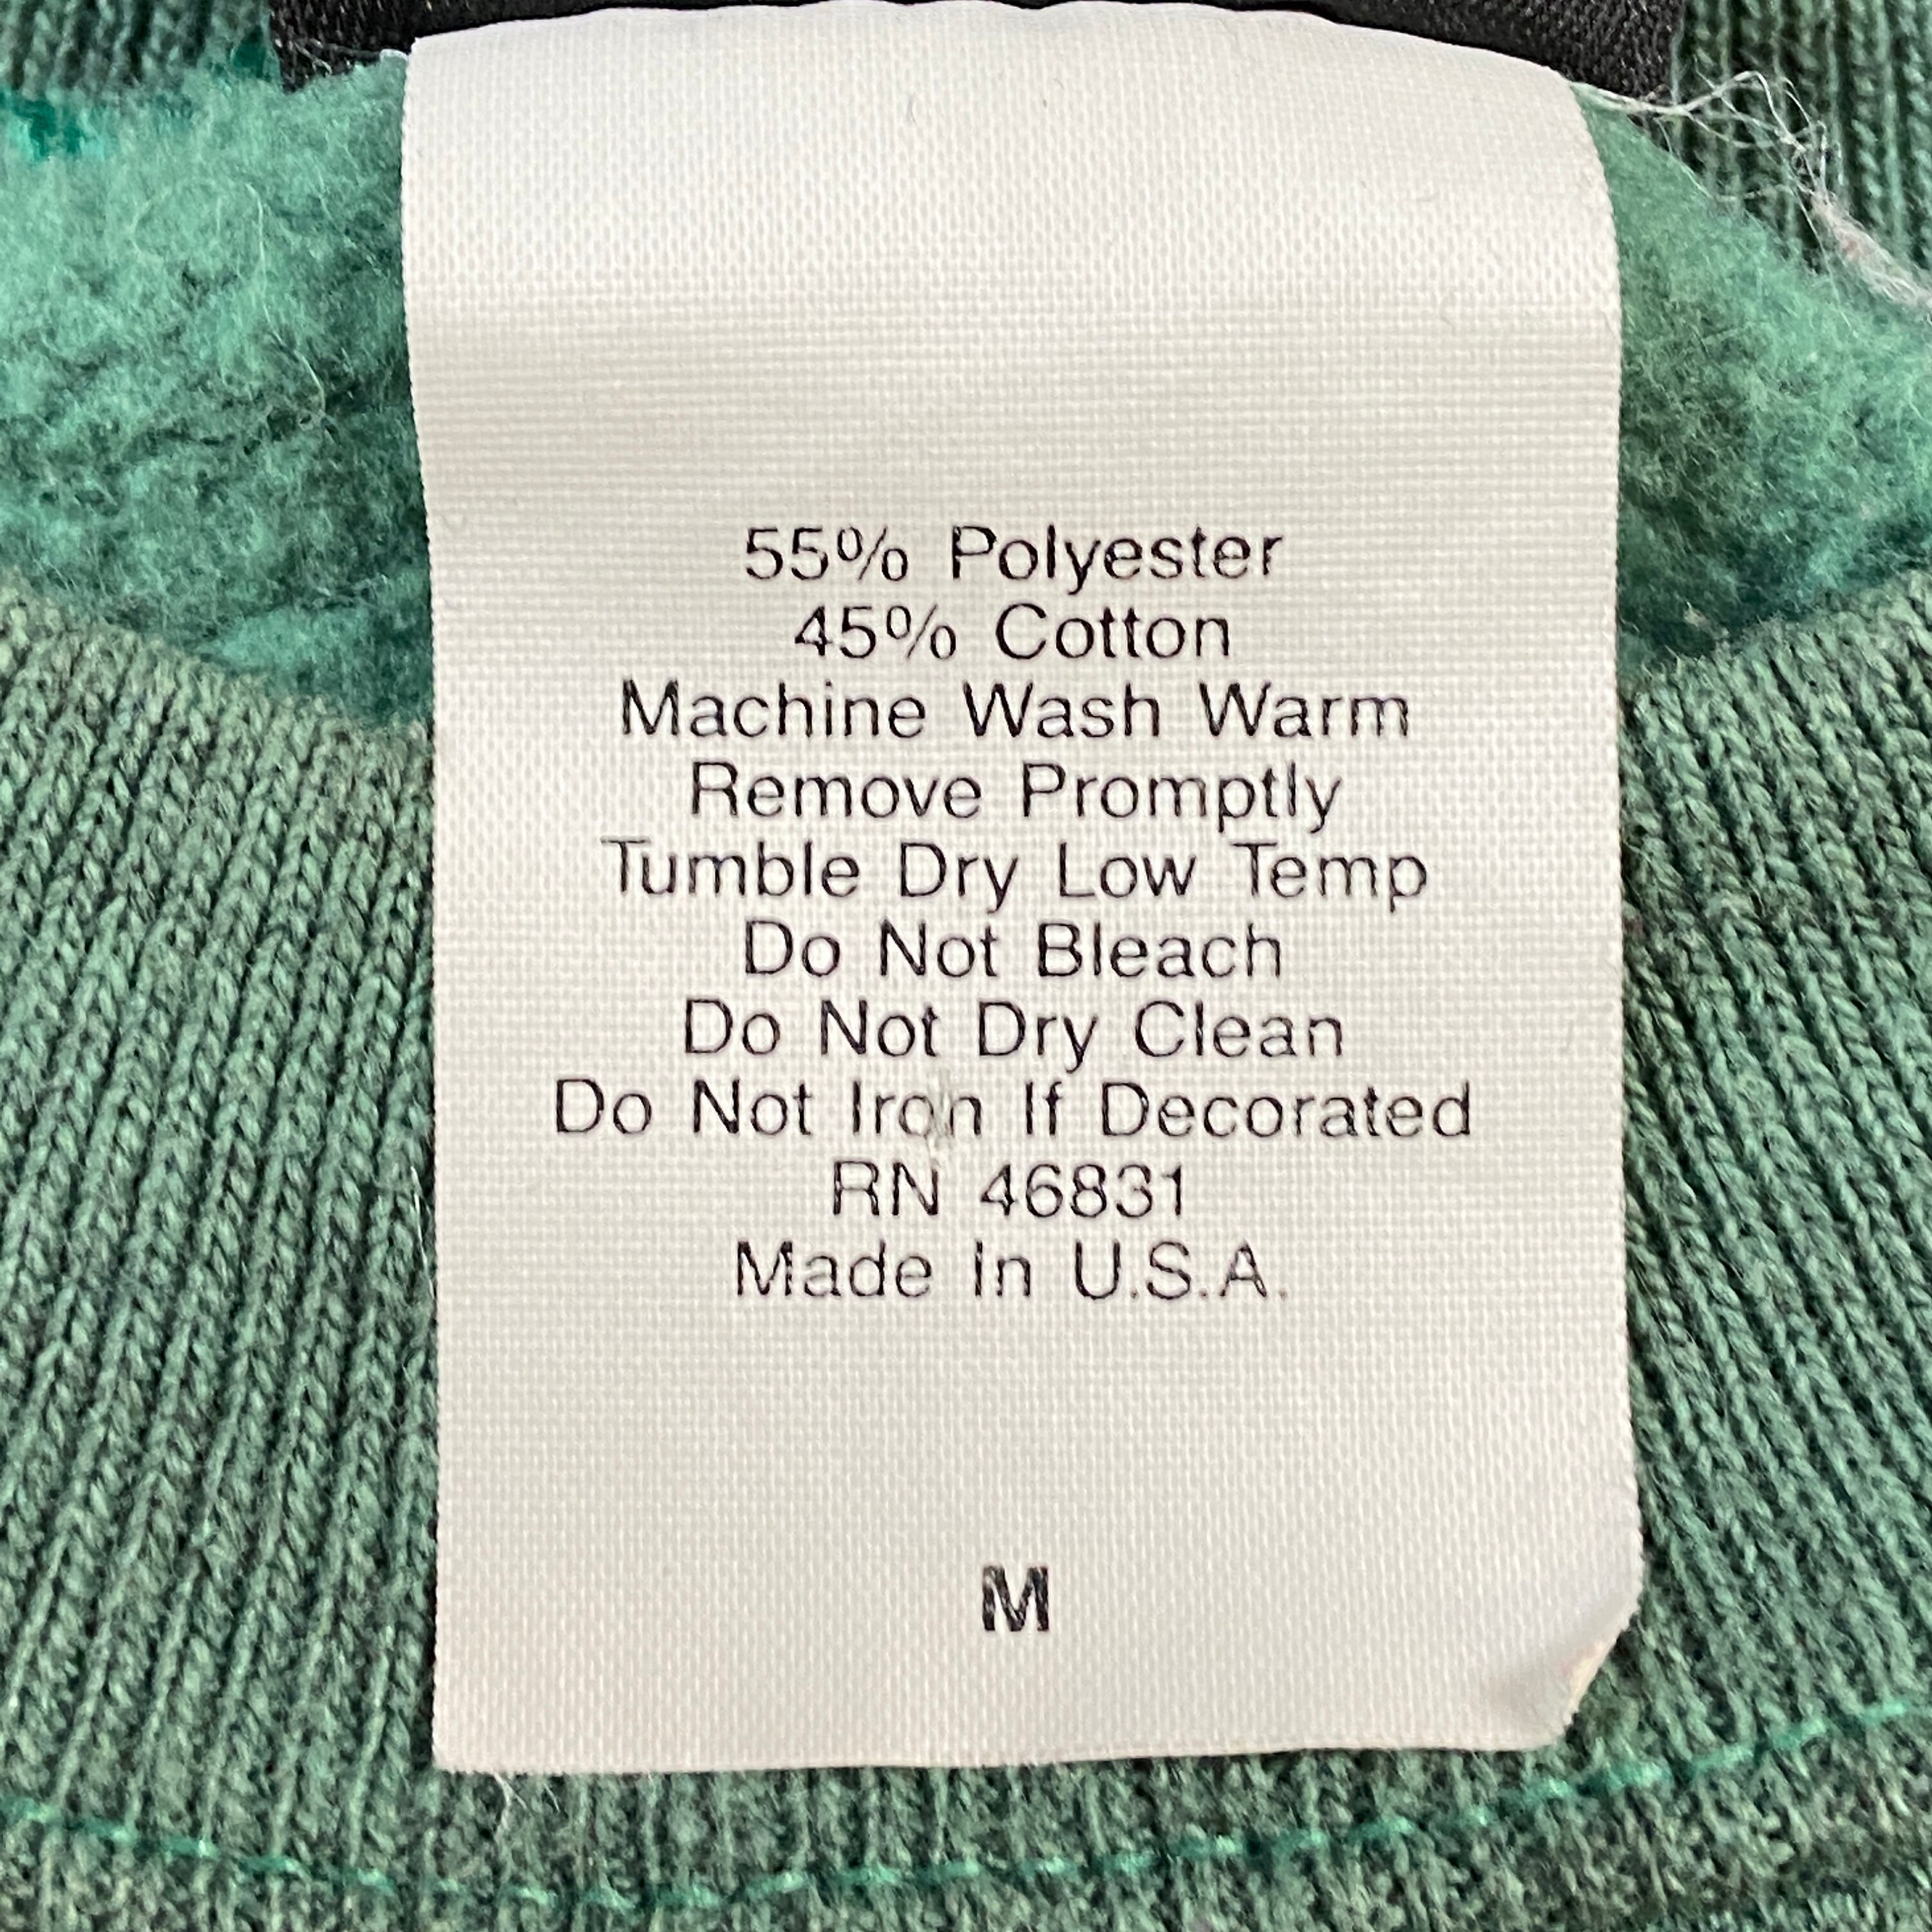 55% Polyester
45% Cotton
Machine Wash Warm
Remove Promptly
Tumble Dry Low Temp
Do Not Bleach
Do Not Dry Clean
Do Not Iron If Decorated
RN 46831
Made in U.S.A.
M